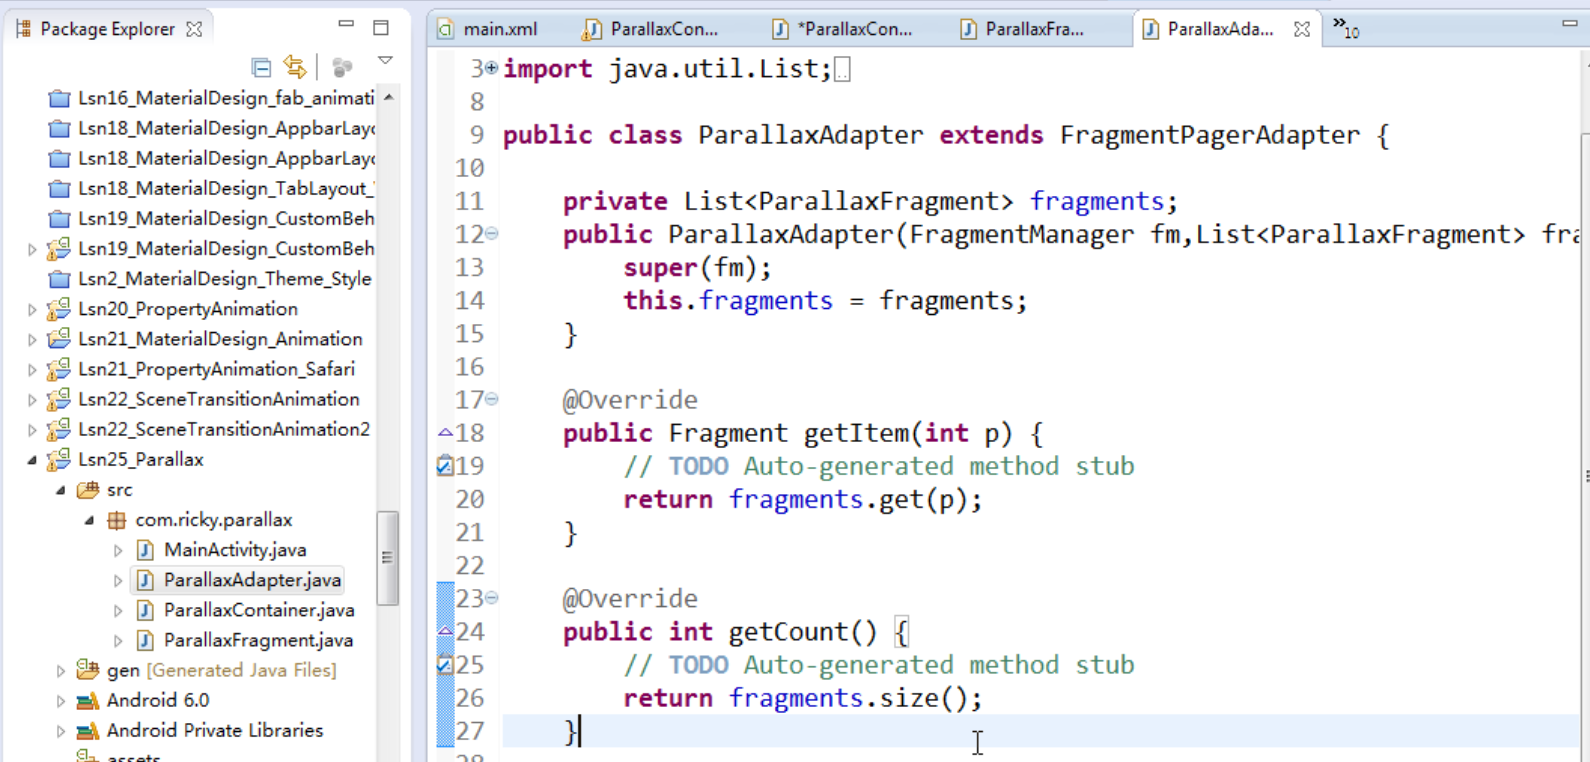 Package Explorer
Lsn16_MaterialDesign_fab_animati
Lsn18_MaterialDesign_AppbarLay
Lsn18_MaterialDesign_AppbarLay
Lsn18_MaterialDesign_TabLayout_
Lsn19_MaterialDesign_CustomBeh
Lsn19_MaterialDesign_CustomBeh
Lsn2_MaterialDesign_Theme_Style
Lsn20_PropertyAnimation
Lsn21_MaterialDesign_Animation
Lsn21_PropertyAnimation_Safari
Lsn22_SceneTransitionAnimation
Lsn22_SceneTransitionAnimation2
Lsn25_Parallax
src
com.ricky.parallax
MainActivity.java
ParallaxAdapter.java
ParallaxContainer.java
ParallaxFragment.java
gen [Generated Java Files]
Android 6.0
Android Private Libraries
assets
main.xml ParallaxCon... *ParallaxCon... ParallaxFra... ParallaxAda... »10
3 import java.util.List;
8
9 public class ParallaxAdapter extends FragmentPagerAdapter {
10
11 private List<ParallaxFragment> fragments;
12 public ParallaxAdapter(FragmentManager fm,List<ParallaxFragment> fra
13 super(fm);
14 this.fragments = fragments;
15 }
16
17 @Override
18 public Fragment getItem(int p) {
19 // TODO Auto-generated method stub
20 return fragments.get(p);
21 }
22
23 @Override
24 public int getCount() {
25 // TODO Auto-generated method stub
26 return fragments.size();
27 }
28